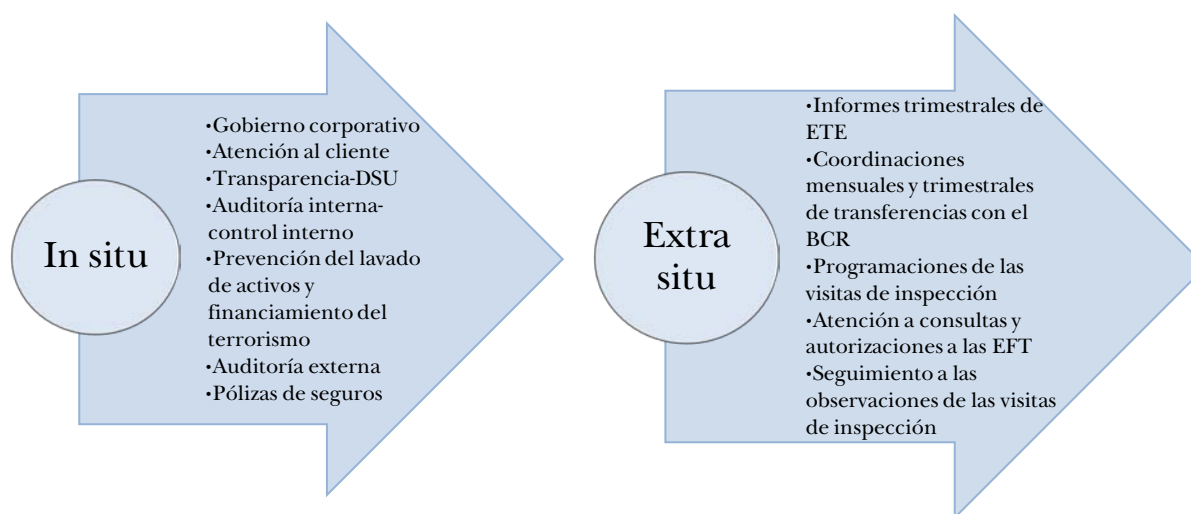 In situ
•Gobierno corporativo
•Atención al cliente
•Transparencia-DSU
•Auditoría interna-
control interno
•Prevención del lavado
de activos y
financiamiento del
terrorismo
•Auditoría externa
•Pólizas de seguros
Extra
situ
•Informes trimestrales de
ETE
•Coordinaciones
mensuales y trimestrales
de transferencias con el
BCR
•Programaciones de las
visitas de inspección
•Atención a consultas y
autorizaciones a las EFT
•Seguimiento a las
observaciones de las visitas
de inspección